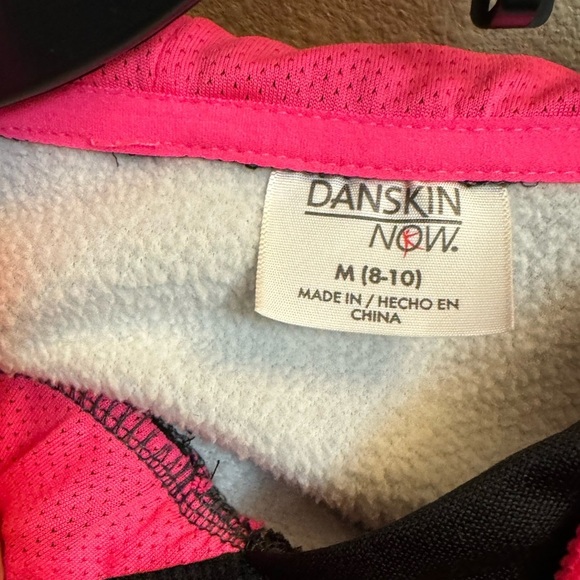 DANSKIN
NOW.
M (8-10)
MADE IN / HECHO EN
CHINA